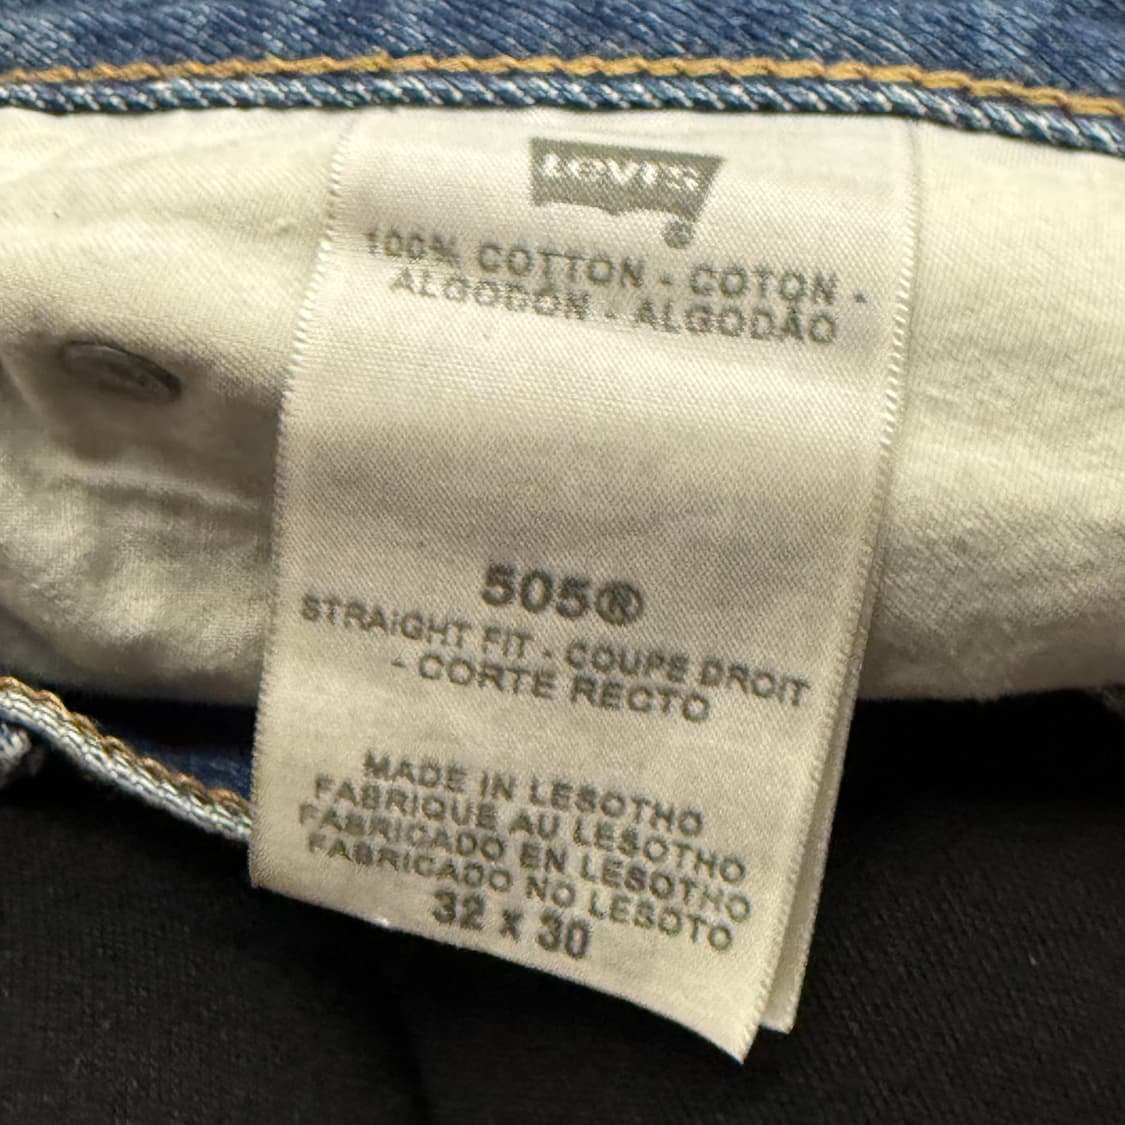 Levi's
®
100% COTTON - COTON -
ALGODÓN - ALGODÃO
505®
STRAIGHT FIT - COUPE DROIT
- CORTE RECTO
MADE IN LESOTHO
FABRIQUE AU LESOTHO
FABRICADO EN LESOTHO
FABRICADO NO LESOTO
32 x 30